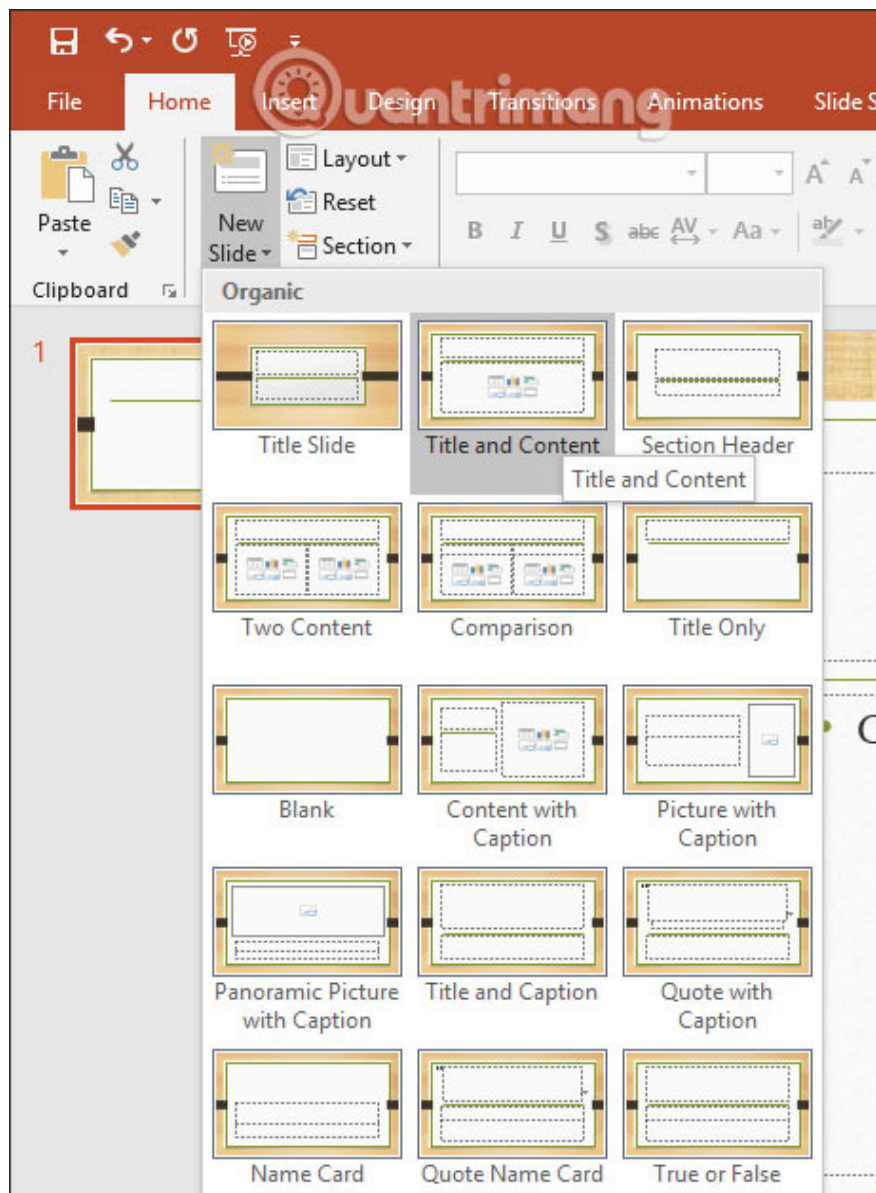 Quantrimang
File Home Insert Design Transitions Animations Slide S
Layout
Reset
Section
Paste
New
Slide
B I U S abc AV Aa ab
A A
Clipboard
Organic
1
Title Slide Title and Content Section Header
Title and Content
Two Content Comparison Title Only
Blank Content with Caption Picture with Caption
Panoramic Picture with Caption Title and Caption Quote with Caption
Name Card Quote Name Card True or False